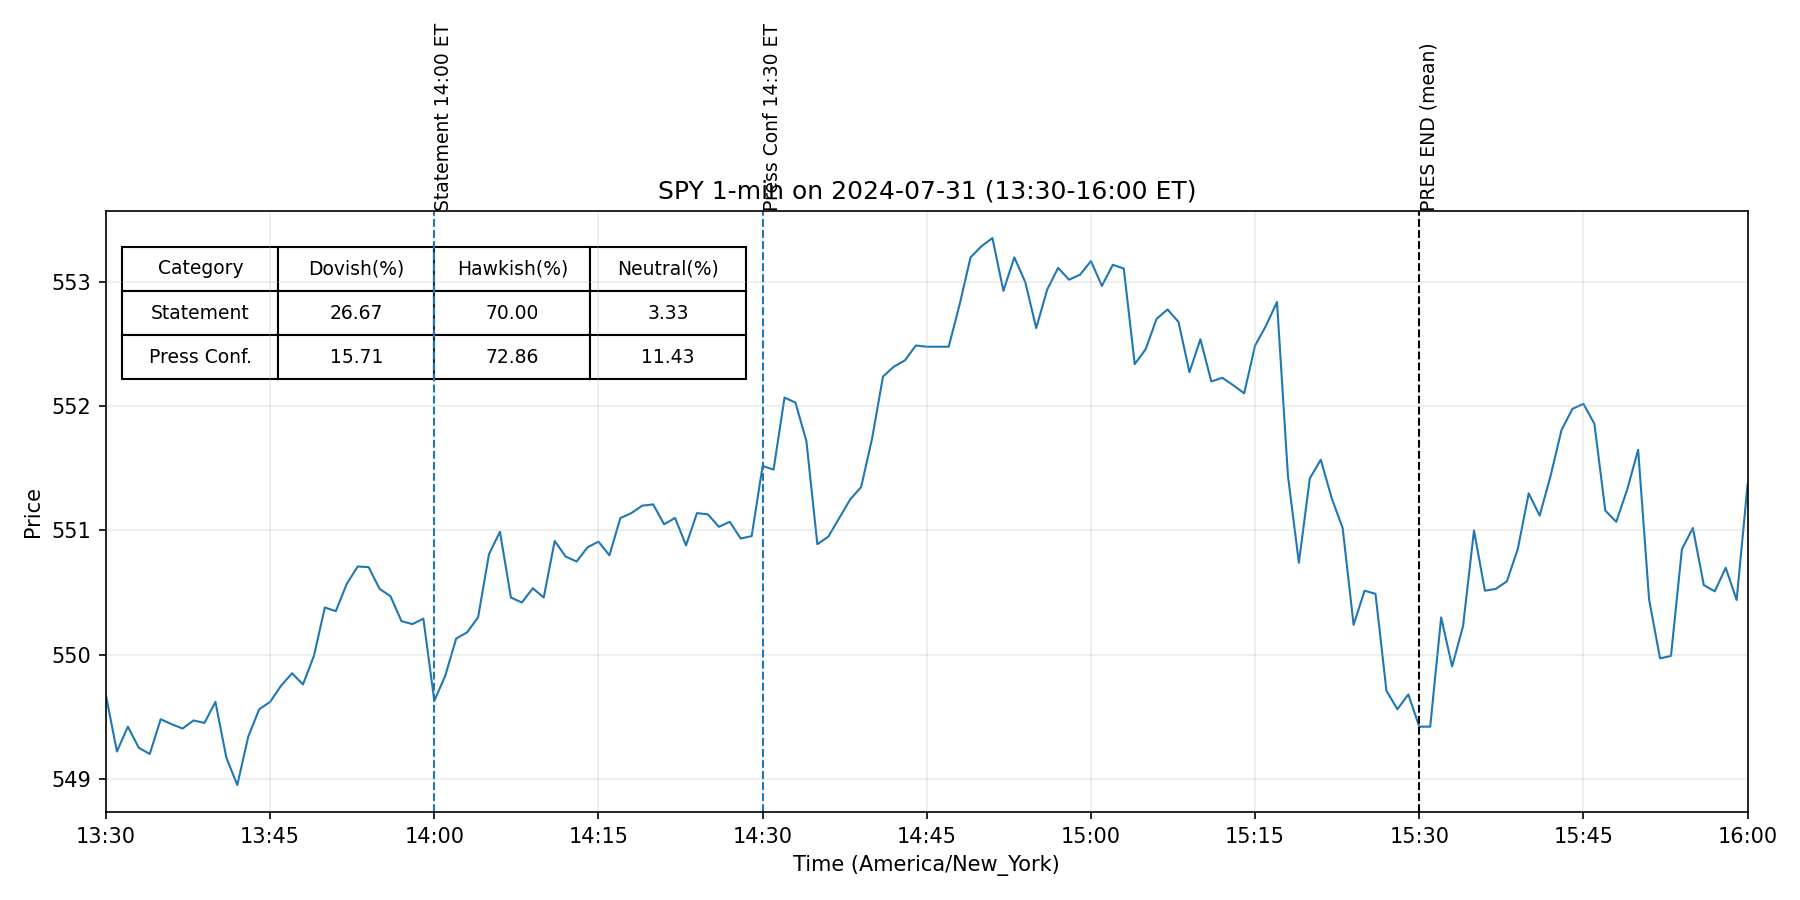 Statement 14:00 ET
Press Conf 14:30 ET
PRES END (mean)
SPY 1-min on 2024-07-31 (13:30-16:00 ET)
Category Dovish(%) Hawkish(%) Neutral(%)
Statement 26.67 70.00 3.33
Press Conf. 15.71 72.86 11.43
553
552
551
550
549
Price
13:30 13:45 14:00 14:15 14:30 14:45 15:00 15:15 15:30 15:45 16:00
Time (America/New_York)